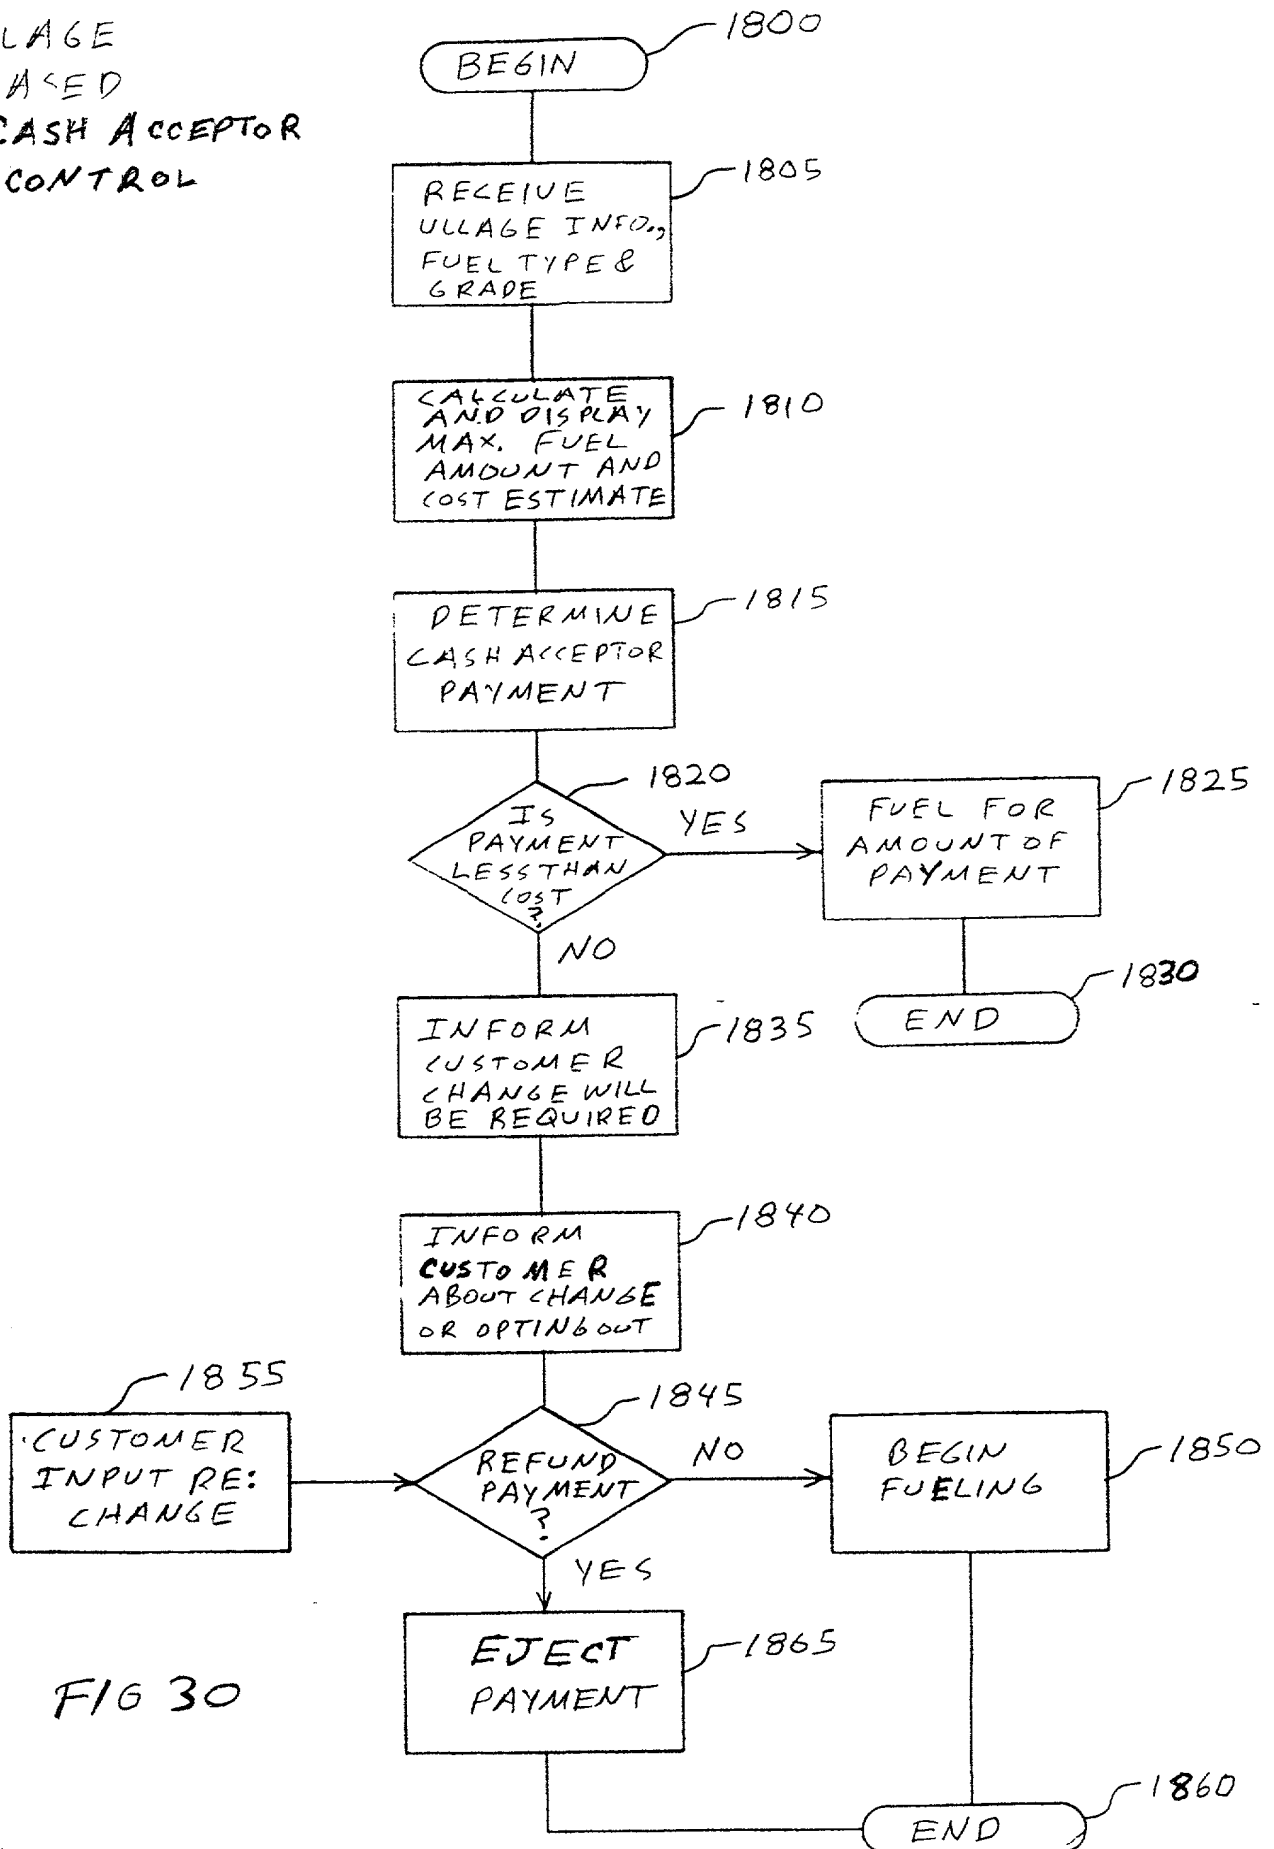 LAGE
ASED
CASH ACCEPTOR
CONTROL
BEGIN
1800
RECEIVE
ULLAGE INFO.,
FUEL TYPE &
GRADE
1805
CALCULATE
AND DISPLAY
MAX. FUEL
AMOUNT AND
COST ESTIMATE
1810
DETERMINE
CASH ACCEPTOR
PAYMENT
1815
IS
PAYMENT
LESS THAN
COST
?
1820
YES
FUEL FOR
AMOUNT OF
PAYMENT
1825
NO
END
1830
INFORM
CUSTOMER
CHANGE WILL
BE REQUIRED
1835
INFORM
CUSTOMER
ABOUT CHANGE
OR OPTING OUT
1840
CUSTOMER
INPUT RE:
CHANGE
1855
REFUND
PAYMENT
?
1845
NO
BEGIN
FUELING
1850
YES
EJECT
PAYMENT
1865
FIG 30
END
1860